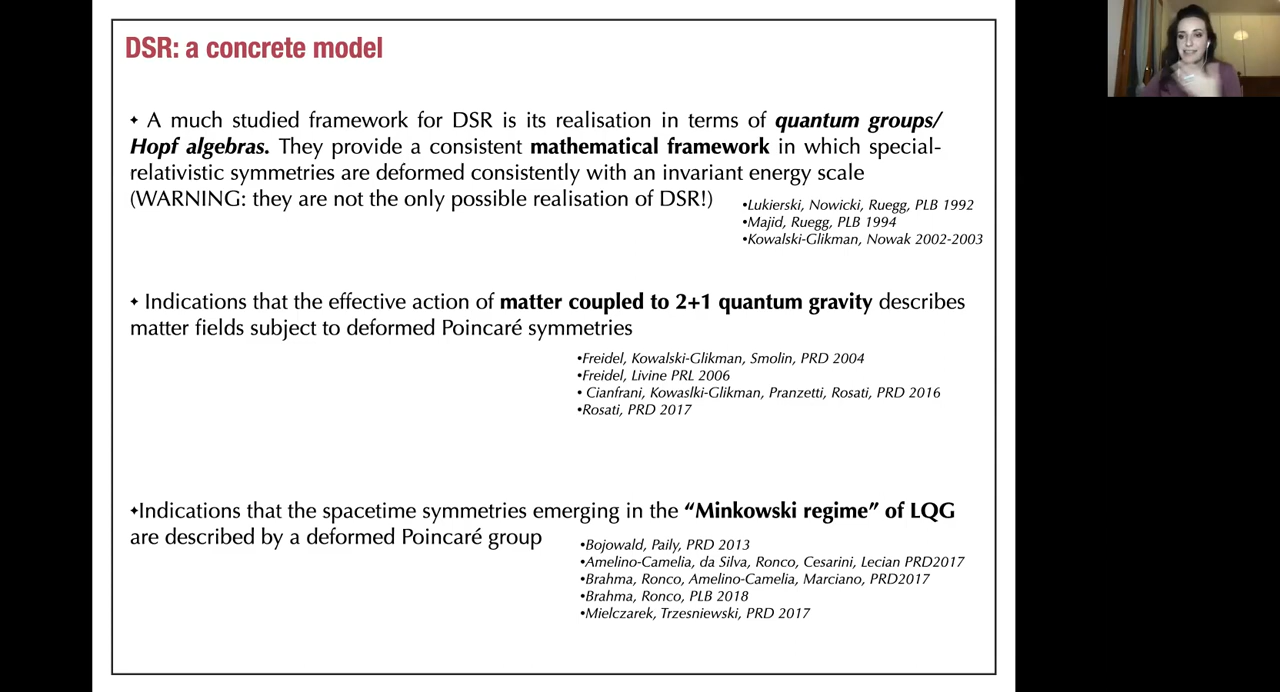 DSR: a concrete model
✦ A much studied framework for DSR is its realisation in terms of quantum groups/
Hopf algebras. They provide a consistent mathematical framework in which special-
relativistic symmetries are deformed consistently with an invariant energy scale
(WARNING: they are not the only possible realisation of DSR!)
•Lukierski, Nowicki, Ruegg, PLB 1992
•Majid, Ruegg, PLB 1994
•Kowalski-Glikman, Nowak 2002-2003
✦ Indications that the effective action of matter coupled to 2+1 quantum gravity describes
matter fields subject to deformed Poincaré symmetries
•Freidel, Kowalski-Glikman, Smolin, PRD 2004
•Freidel, Livine PRL 2006
• Cianfrani, Kowaslki-Glikman, Pranzetti, Rosati, PRD 2016
•Rosati, PRD 2017
✦Indications that the spacetime symmetries emerging in the “Minkowski regime” of LQG
are described by a deformed Poincaré group
•Bojowald, Paily, PRD 2013
•Amelino-Camelia, da Silva, Ronco, Cesarini, Lecian PRD2017
•Brahma, Ronco, Amelino-Camelia, Marciano, PRD2017
•Brahma, Ronco, PLB 2018
•Mielczarek, Trzesniewski, PRD 2017